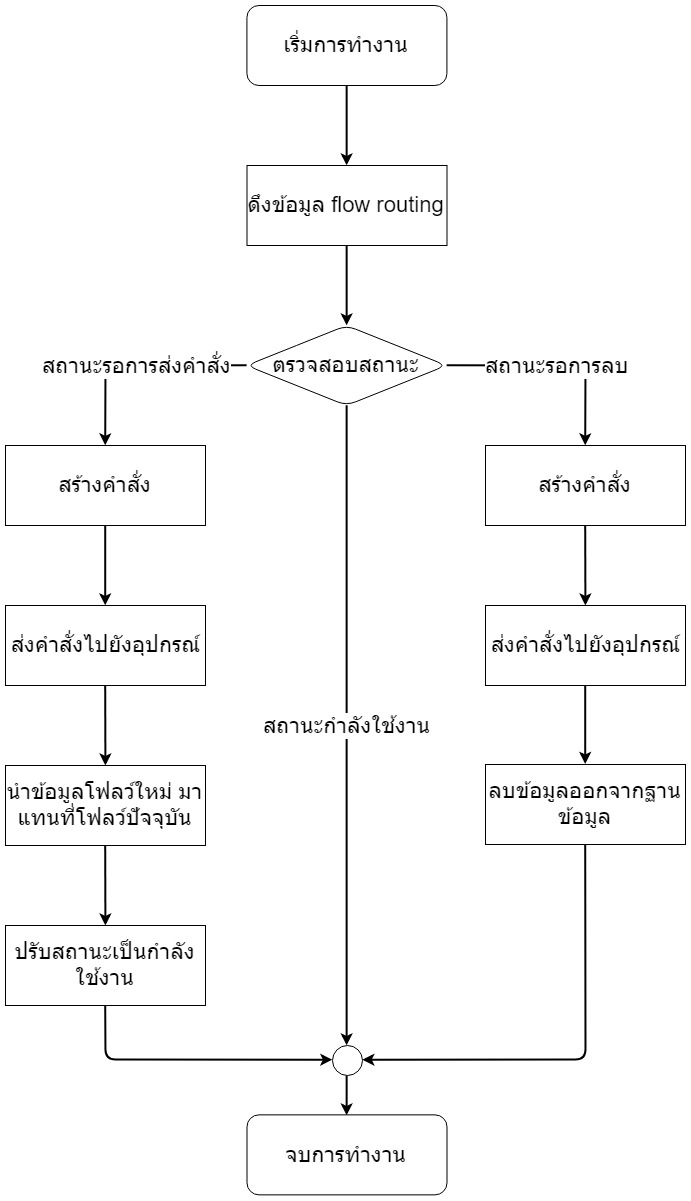 เริ่มการทำงาน
ดึงข้อมูล flow routing
ตรวจสอบสถานะ
สถานะรอการส่งคำสั่ง
สถานะรอการลบ
สร้างคำสั่ง
สร้างคำสั่ง
ส่งคำสั่งไปยังอุปกรณ์
ส่งคำสั่งไปยังอุปกรณ์
สถานะกำลังใช้งาน
นำข้อมูลโฟลว์ใหม่ มา
แทนที่โฟลว์ปัจจุบัน
ลบข้อมูลออกจากฐาน
ข้อมูล
ปรับสถานะเป็นกำลัง
ใช้งาน
จบการทำงาน